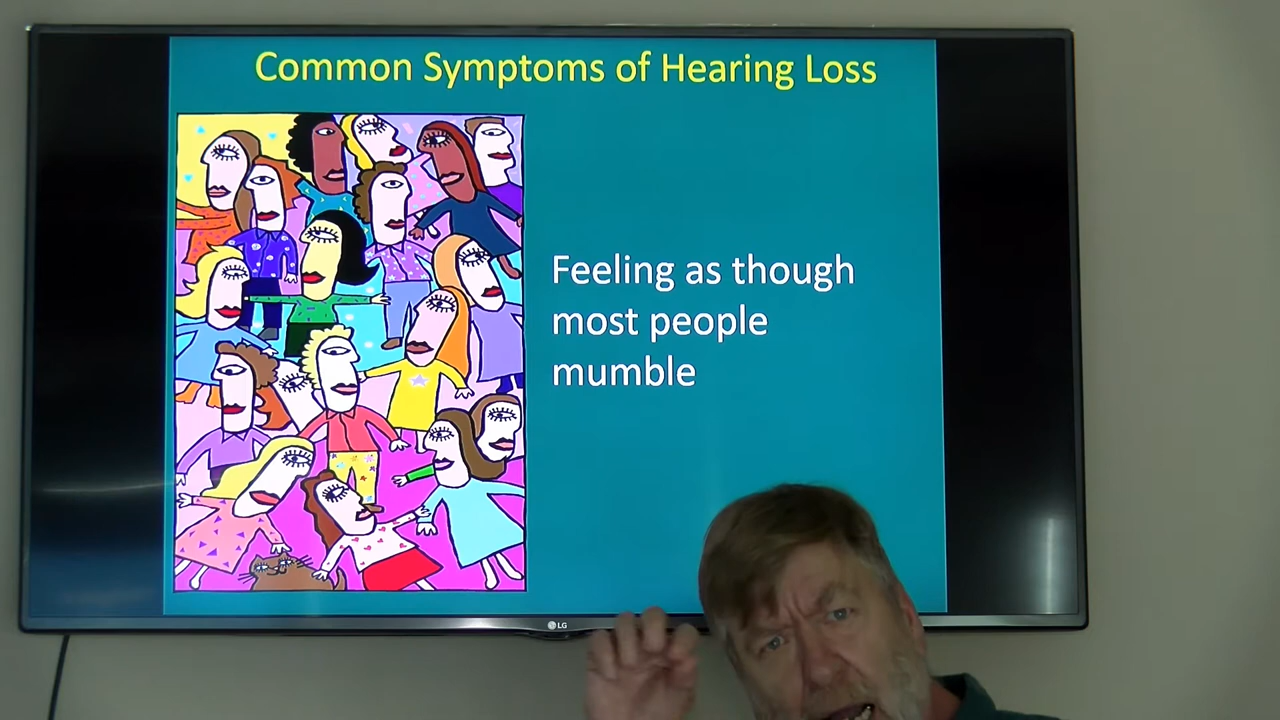 Common Symptoms of Hearing Loss
Feeling as though
most people
mumble
LG